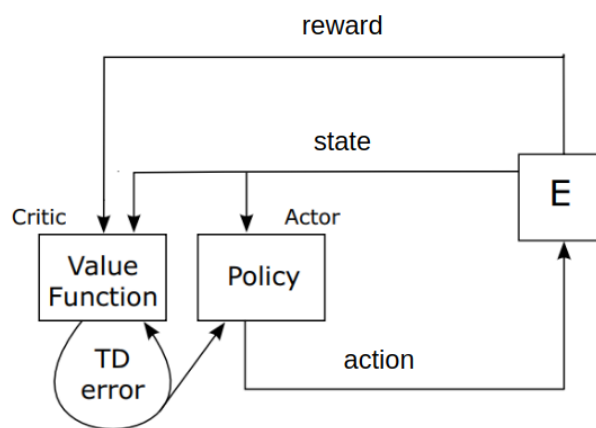 reward
state
E
Critic
Actor
Value
Function
Policy
TD
error
action